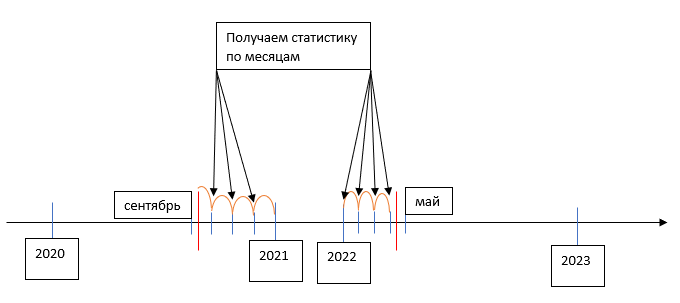 Получаем статистику
по месяцам
сентябрь
май
2020
2021
2022
2023